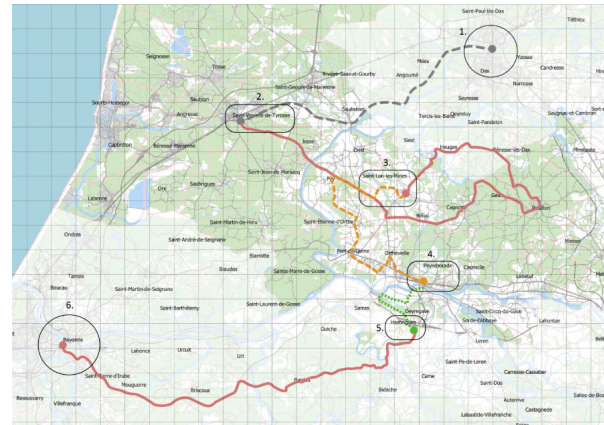 Saint-Paul-lès-Dax
Téthieu
1.
Seignosse
Tosse
Rivière-Saas-et-Gourby
Mées
Yzosse
Angoumé
Dax
Candresse
Narrosse
Saubion
Saint-Geours-de-Maremne
Seyresse
2.
Soorts-Hossegor
Angresse
Saubusse
Tercis-les-Bains
Oeyreluy
Saint-Pandelon
Saint-Vincent-de-Tyrosse
Capbreton
Bénesse-Maremne
Josse
Orist
Siest
Heugas
Bénesse-lès-Dax
Mimbaste
3.
Saint-Jean-de-Marsacq
Pey
Saint-Lon-les-Mines
Orx
Saubrigues
Labenne
Cagnotte
Gaas
Pouillon
Bélus
Saint-Martin-de-Hinx
Saint-Étienne-d'Orthe
Ondres
Saint-André-de-Seignanx
Misson
Biarrotte
Port-de-Lanne
Orthevielle
4.
Biaudos
Sainte-Marie-de-Gosse
Peyrehorade
Cauneille
Labatut
Tarnos
Boucau
Saint-Martin-de-Seignanx
6.
Saint-Barthélemy
Saint-Laurent-de-Gosse
Sames
Oeyregave
Saint-Cricq-du-Gave
Sorde-l'Abbaye
Lahontan
5.
Hastingues
Guiche
Bayonne
Leren
Lahonce
Urcuit
Urt
Saint-Pé-de-Léren
Saint-Pierre-d'Irube
Came
Carresse-Cassaber
Mouguerre
Bardos
Saint-Dos
Briscous
Bidache
Salies-de-Béarn
Auterrive
Bassussarry
Villefranque
Castagnède
Labastide-Villefranche